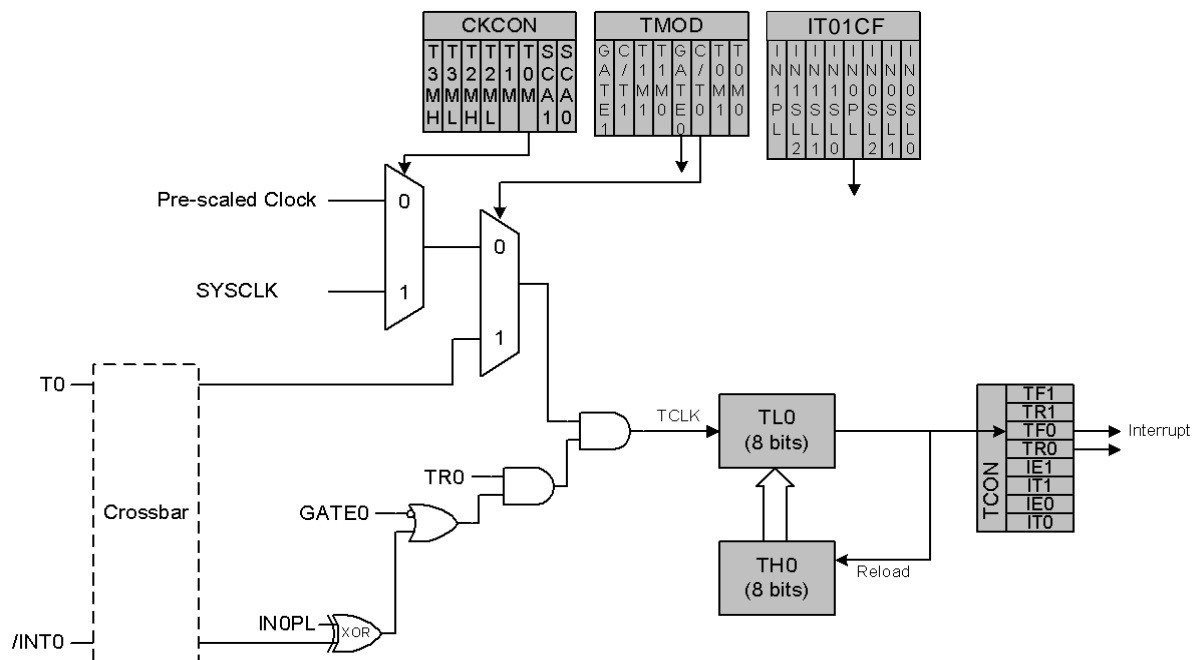 CKCON
T3MH
T3ML
T2MH
T2ML
T1M
T0M
SCA1
SCA0
TMOD
GATE1
C/T1
T1M1
T1M0
GATE0
C/T0
T0M1
T0M0
IT01CF
IN1PL
IN1SL2
IN1SL1
IN1SL0
IN0PL
IN0SL2
IN0SL1
IN0SL0
Pre-scaled Clock
0
SYSCLK
1
0
1
T0
Crossbar
/INT0
TR0
GATE0
IN0PL
XOR
TCLK
TL0
(8 bits)
TH0
(8 bits)
Reload
TCON
TF1
TR1
TF0
TR0
IE1
IT1
IE0
IT0
Interrupt